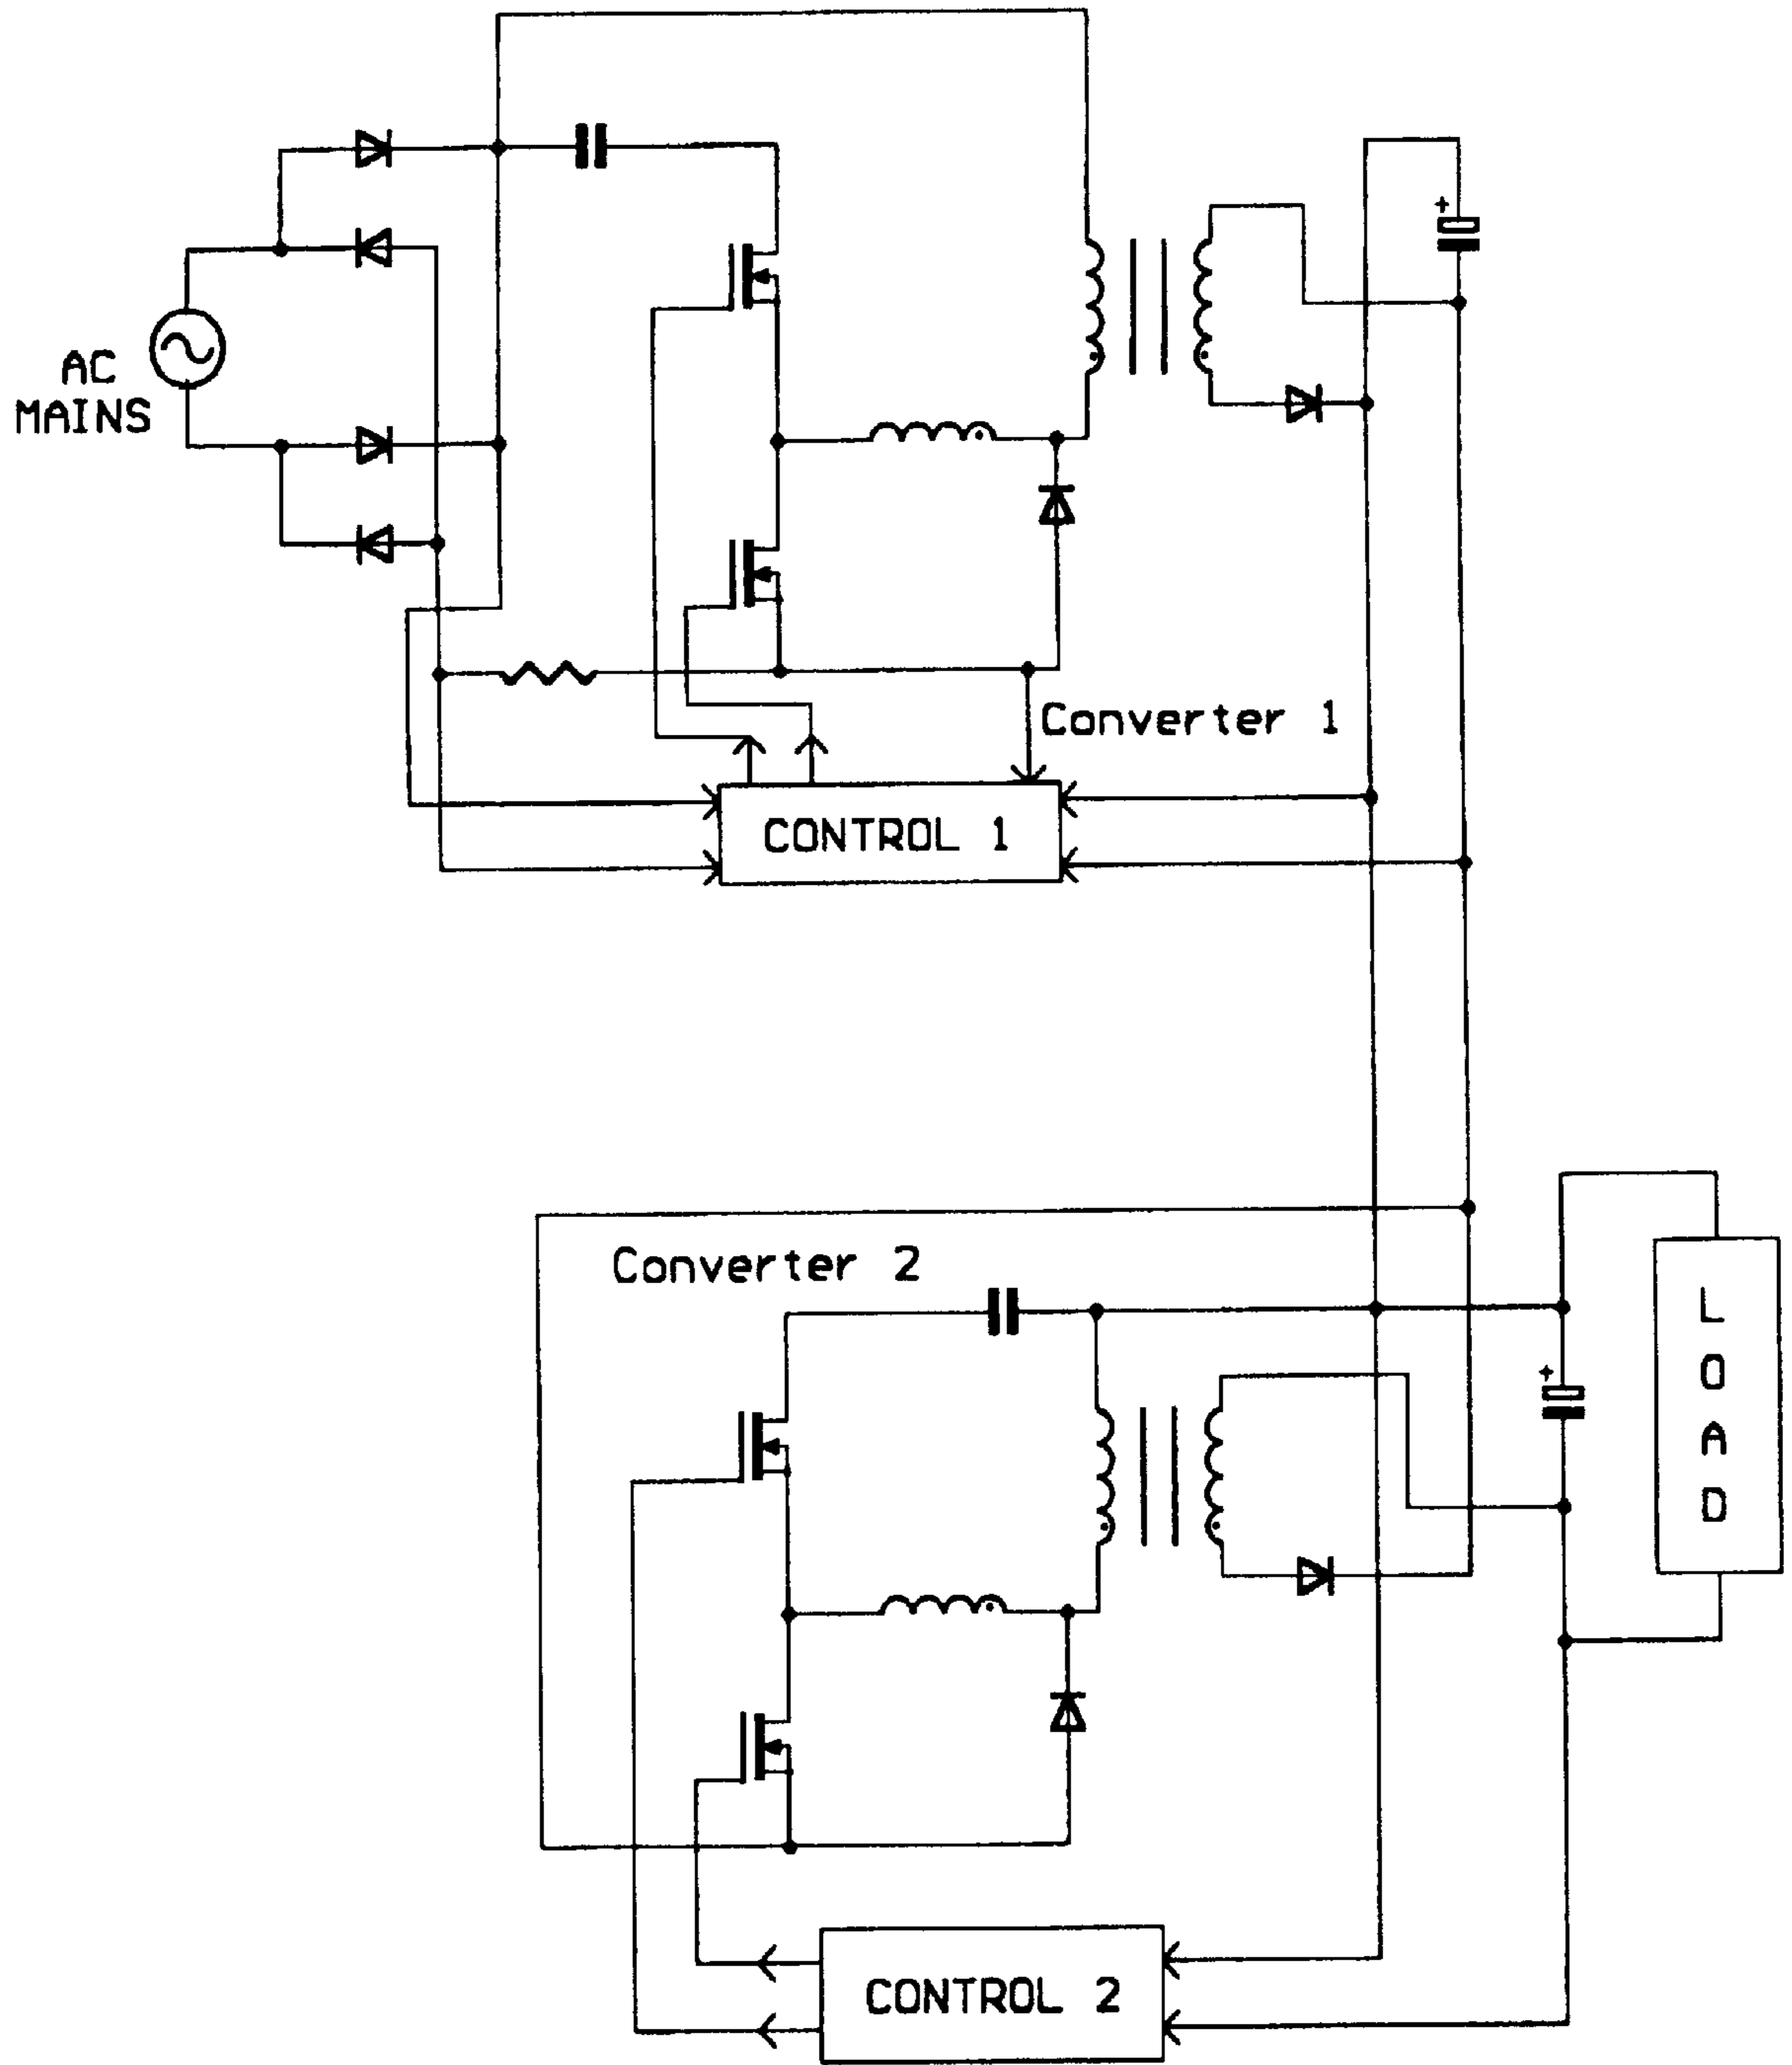 AC
MAINS
+
Converter 1
CONTROL 1
Converter 2
+
L
O
A
D
CONTROL 2